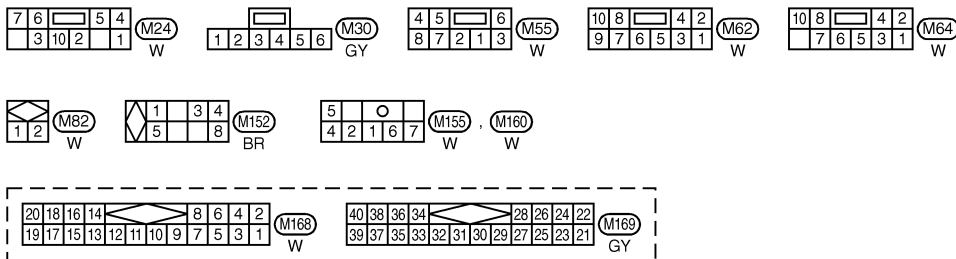 7 6 5 4 M24
3 10 2 1
W
M30
1 2 3 4 5 6
GY
4 5 6 M55
8 7 2 1 3
W
10 8 4 2 M62
9 7 6 5 3 1
W
10 8 4 2 M64
7 6 5 3 1
W
M82
1 2
W
1 3 4 M152
5 8
BR
5 M155 , M160
4 2 1 6 7
W W
20 18 16 14 8 6 4 2 M168
19 17 15 13 12 11 10 9 7 5 3 1
W
40 38 36 34 28 26 24 22 M169
39 37 35 33 32 31 30 29 27 25 23 21
GY